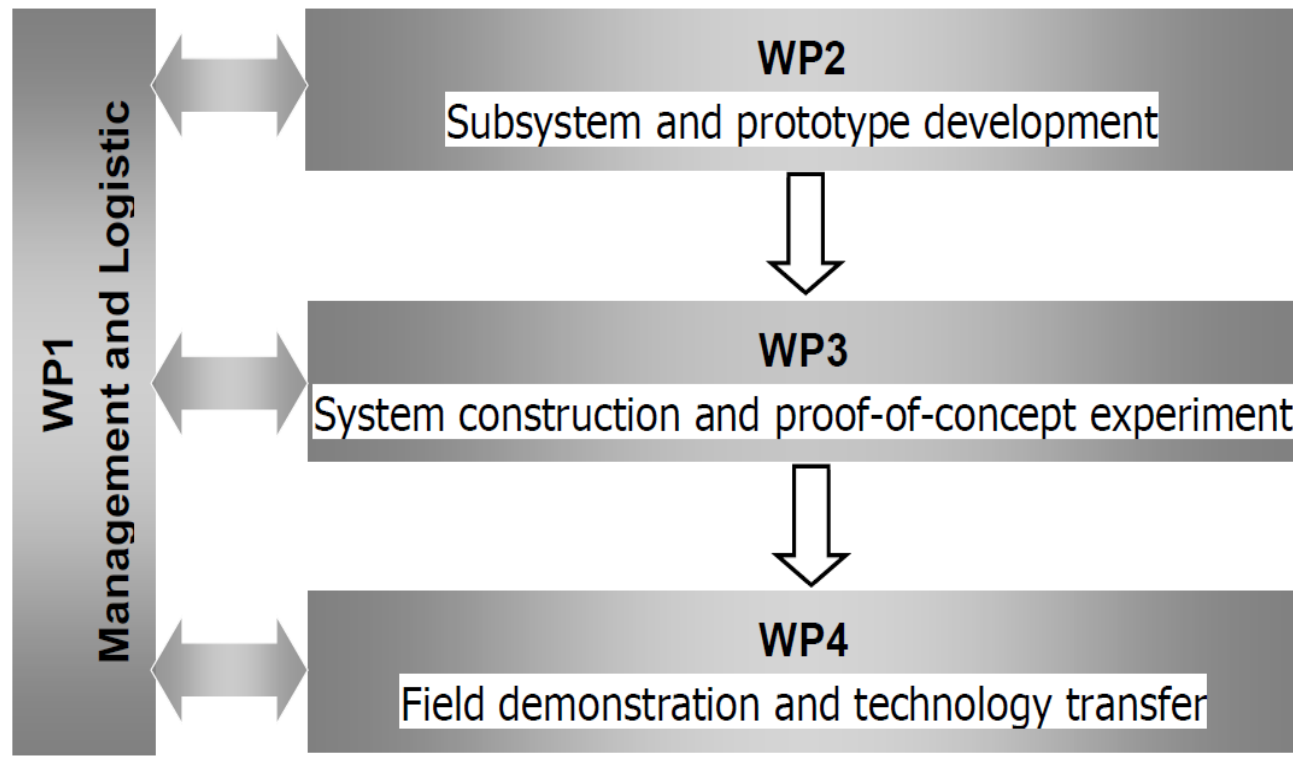 WP1
Management and Logistic
WP2
Subsystem and prototype development
WP3
System construction and proof-of-concept experiment
WP4
Field demonstration and technology transfer